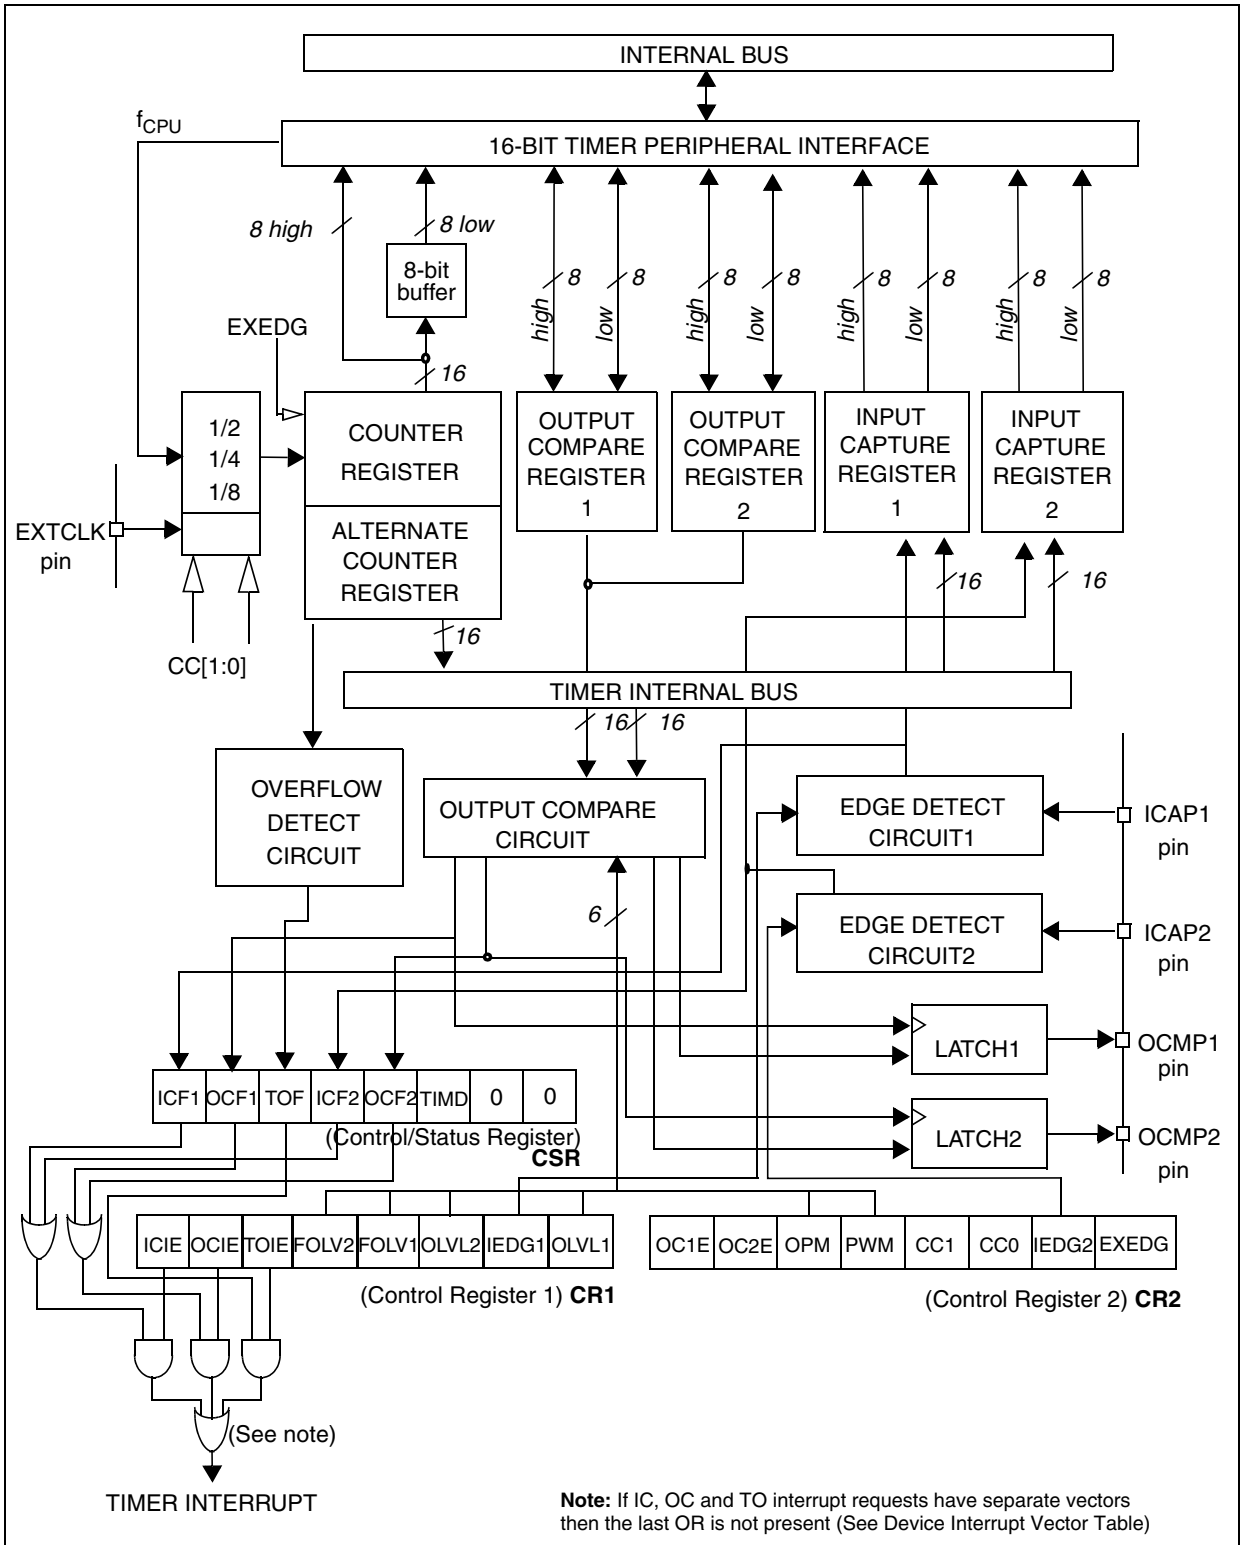 INTERNAL BUS
fCPU
16-BIT TIMER PERIPHERAL INTERFACE
8 high
8 low
8-bit
buffer
8
8
8
8
8
8
8
8
high
low
high
low
high
low
high
low
EXEDG
16
1/2
1/4
1/8
COUNTER
REGISTER
ALTERNATE
COUNTER
REGISTER
OUTPUT
COMPARE
REGISTER
1
OUTPUT
COMPARE
REGISTER
2
INPUT
CAPTURE
REGISTER
1
INPUT
CAPTURE
REGISTER
2
EXTCLK
pin
CC[1:0]
16
16
16
TIMER INTERNAL BUS
16
16
OVERFLOW
DETECT
CIRCUIT
OUTPUT COMPARE
CIRCUIT
EDGE DETECT
CIRCUIT1
ICAP1
pin
6
EDGE DETECT
CIRCUIT2
ICAP2
pin
LATCH1
OCMP1
pin
LATCH2
OCMP2
pin
ICF1 OCF1 TOF ICF2 OCF2 TIMD 0 0
(Control/Status Register)
CSR
ICIE OCIE TOIE FOLV2 FOLV1 OLVL2 IEDG1 OLVL1
OC1E OC2E OPM PWM CC1 CC0 IEDG2 EXEDG
(Control Register 1) CR1
(Control Register 2) CR2
(See note)
TIMER INTERRUPT
Note: If IC, OC and TO interrupt requests have separate vectors
then the last OR is not present (See Device Interrupt Vector Table)